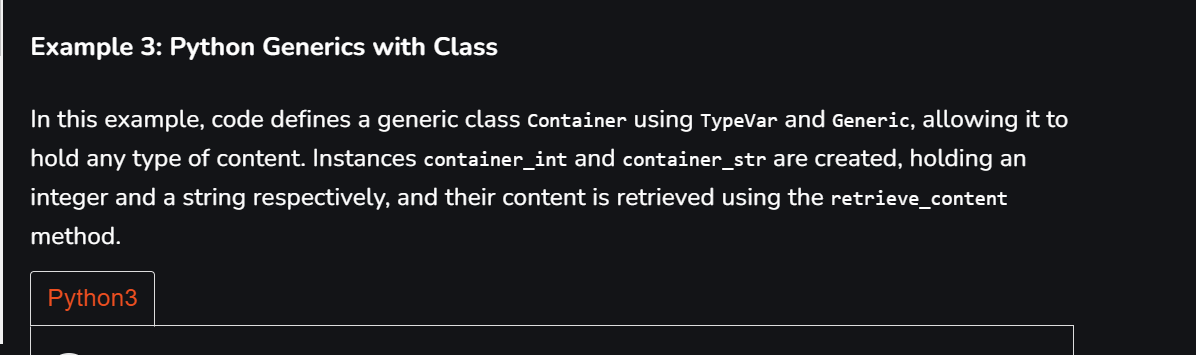 Example 3: Python Generics with Class
In this example, code defines a generic class Container using TypeVar and Generic, allowing it to
hold any type of content. Instances container_int and container_str are created, holding an
integer and a string respectively, and their content is retrieved using the retrieve_content
method.
Python3